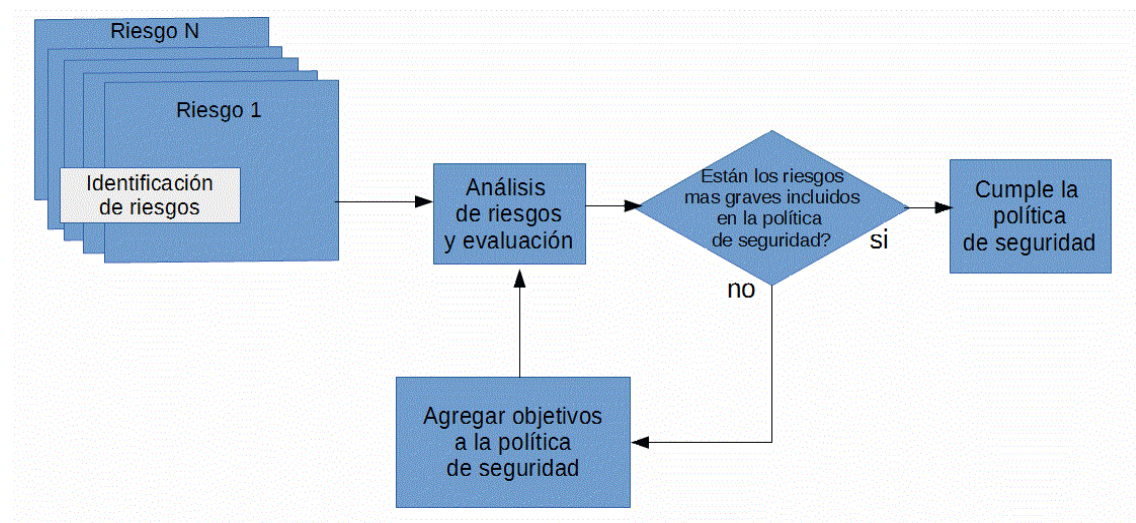 Riesgo N
Riesgo 1
Identificación
de riesgos
Análisis
de riesgos
y evaluación
Están los riesgos
mas graves incluidos
en la política
de seguridad?
si
no
Cumple la
política
de seguridad
Agregar objetivos
a la política
de seguridad